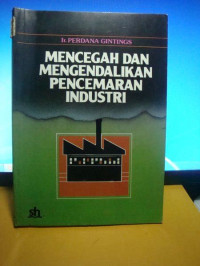 Ir. PERDANA GINTINGS
MENCEGAH DAN
MENGENDALIKAN
PENCEMARAN
INDUSTRI
sh